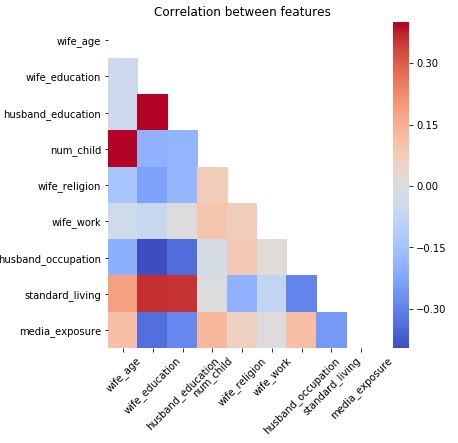 Correlation between features
wife_age
wife_education
husband_education
num_child
wife_religion
wife_work
husband_occupation
standard_living
media_exposure
0.30
0.15
0.00
−0.15
−0.30
wife_age
wife_education
husband_education
num_child
wife_religion
wife_work
husband_occupation
standard_living
media_exposure